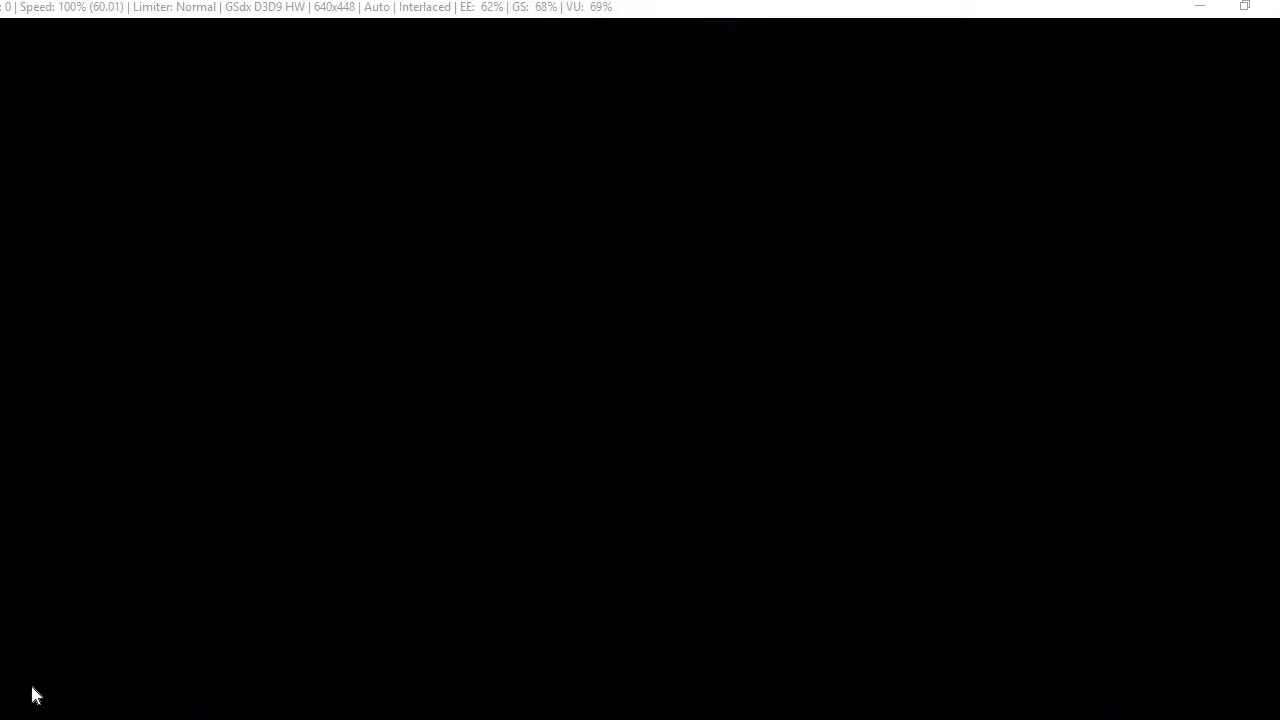 : 0 | Speed: 100% (60.01) | Limiter: Normal | GSdx D3D9 HW | 640x448 | Auto | Interlaced | EE: 62% | GS: 68% | VU: 69%